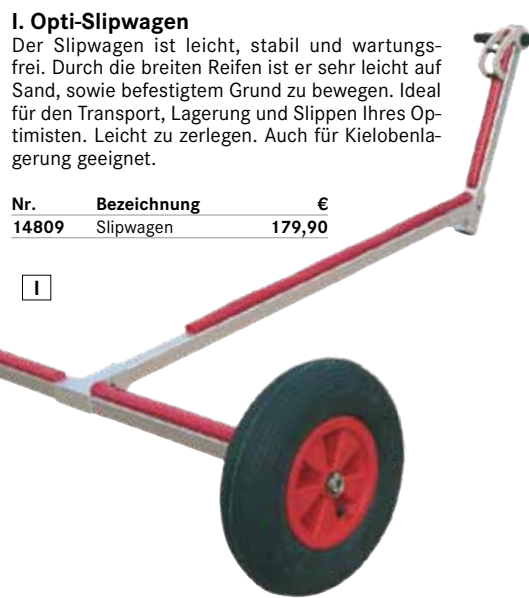 I. Opti-Slipwagen
Der Slipwagen ist leicht, stabil und wartungs-
frei. Durch die breiten Reifen ist er sehr leicht auf
Sand, sowie befestigtem Grund zu bewegen. Ideal
für den Transport, Lagerung und Slippen Ihres Op-
timisten. Leicht zu zerlegen. Auch für Kielobenla-
gerung geeignet.
Nr. Bezeichnung €
14809 Slipwagen 179,90
I